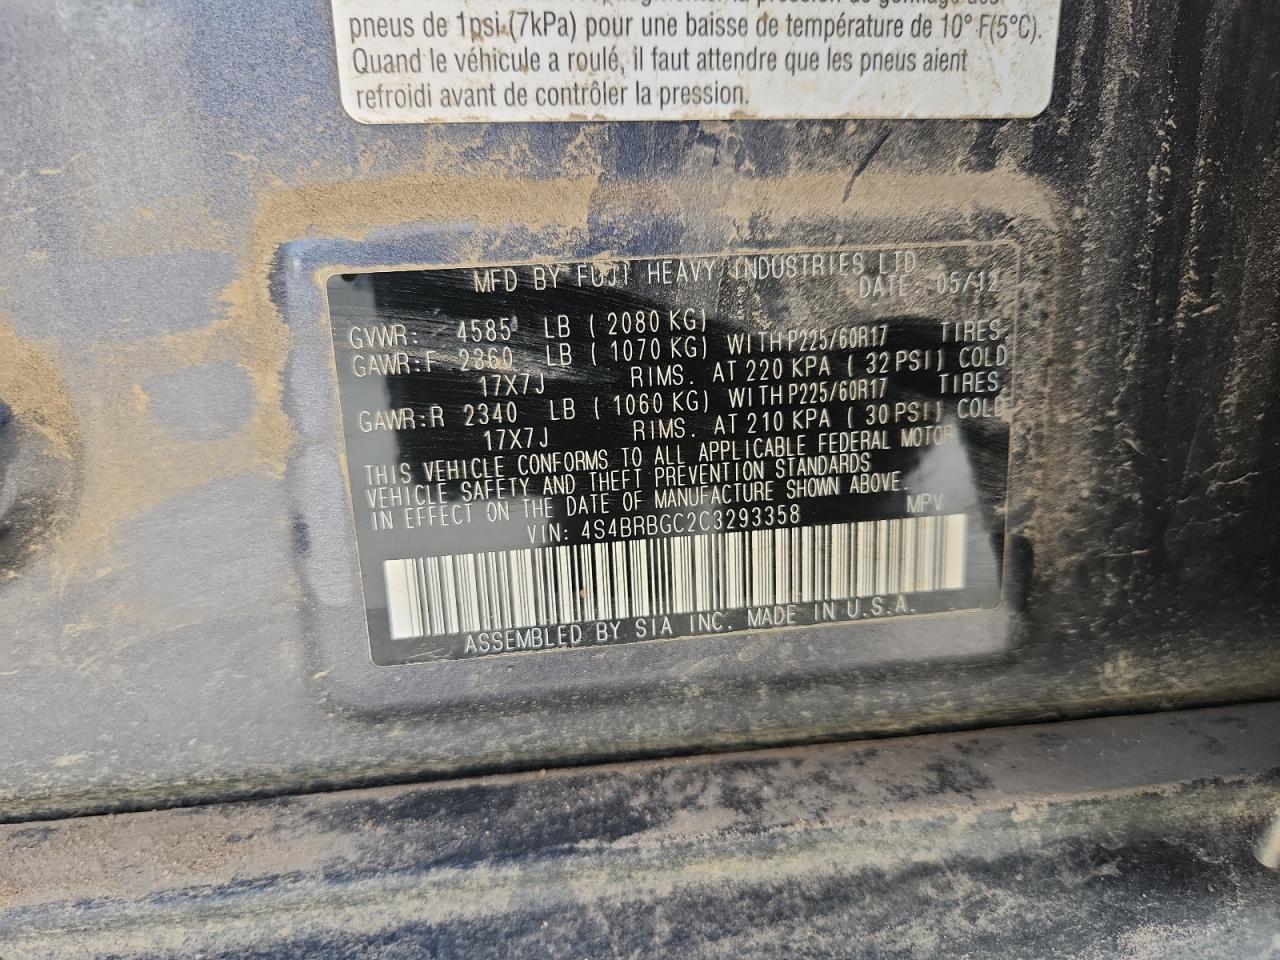 pneus de 1psi (7kPa) pour une baisse de température de 10° F(5°C).
Quand le véhicule a roulé, il faut attendre que les pneus aient
refroidi avant de contrôler la pression.
MFD BY FUJI HEAVY INDUSTRIES LTD
DATE: 05/12
GVWR: 4585 LB ( 2080 KG)
GAWR:F 2360 LB ( 1070 KG) WITH P225/60R17 TIRES
17X7J RIMS. AT 220 KPA ( 32 PSI) COLD
GAWR:R 2340 LB ( 1060 KG) WITH P225/60R17 TIRES
17X7J RIMS. AT 210 KPA ( 30 PSI) COLD
THIS VEHICLE CONFORMS TO ALL APPLICABLE FEDERAL MOTOR
VEHICLE SAFETY AND THEFT PREVENTION STANDARDS
IN EFFECT ON THE DATE OF MANUFACTURE SHOWN ABOVE.
VIN: 4S4BRBGC2C3293358 MPV
ASSEMBLED BY SIA INC. MADE IN U.S.A.